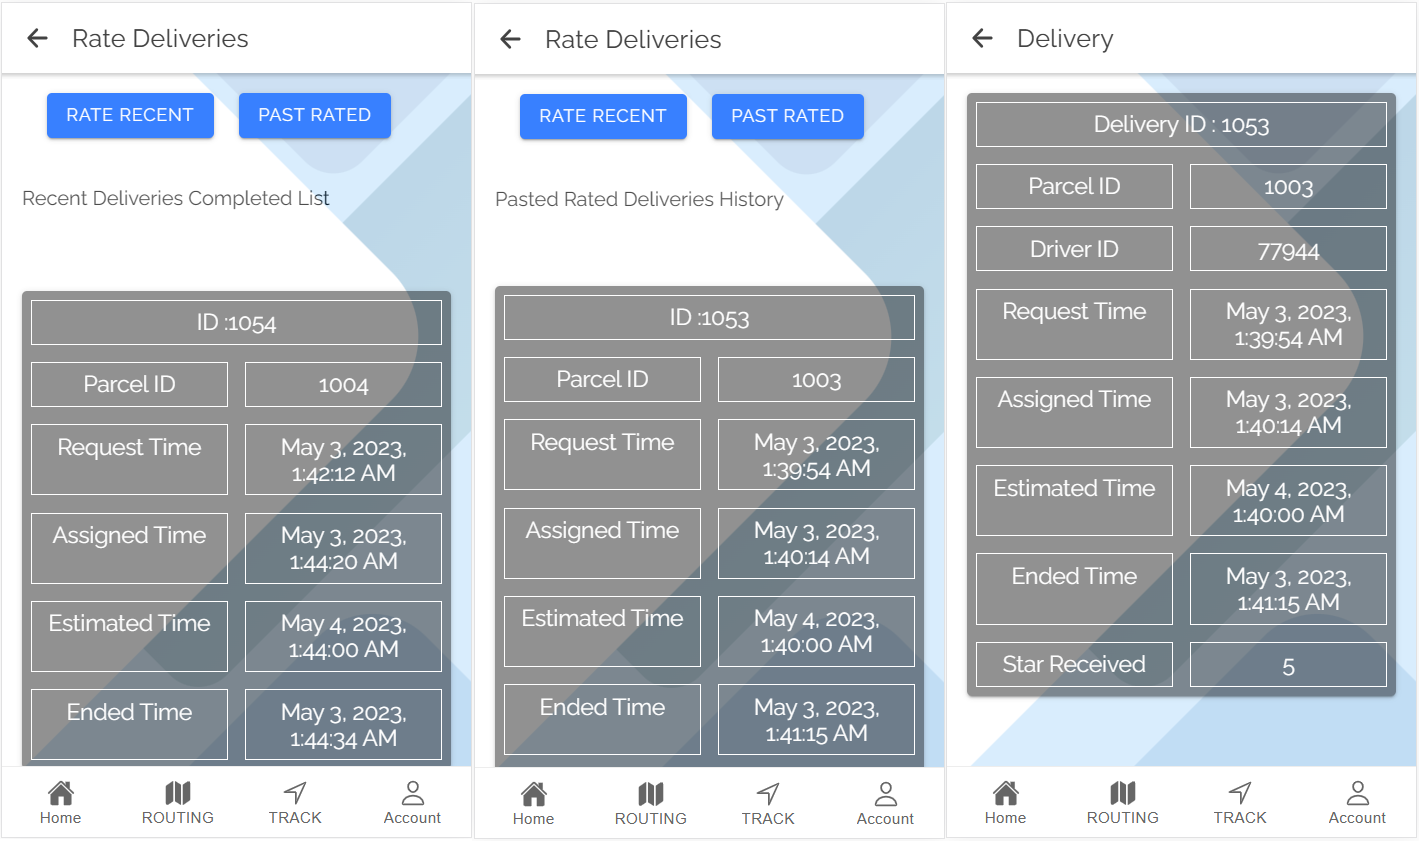 Rate Deliveries
RATE RECENT
PAST RATED
Recent Deliveries Completed List
ID :1054
Parcel ID
1004
Request Time
May 3, 2023,
1:42:12 AM
Assigned Time
May 3, 2023,
1:44:20 AM
Estimated Time
May 4, 2023,
1:44:00 AM
Ended Time
May 3, 2023,
1:44:34 AM
Home
ROUTING
TRACK
Account
Rate Deliveries
RATE RECENT
PAST RATED
Pasted Rated Deliveries History
ID :1053
Parcel ID
1003
Request Time
May 3, 2023,
1:39:54 AM
Assigned Time
May 3, 2023,
1:40:14 AM
Estimated Time
May 4, 2023,
1:40:00 AM
Ended Time
May 3, 2023,
1:41:15 AM
Home
ROUTING
TRACK
Account
Delivery
Delivery ID : 1053
Parcel ID
1003
Driver ID
77944
Request Time
May 3, 2023,
1:39:54 AM
Assigned Time
May 3, 2023,
1:40:14 AM
Estimated Time
May 4, 2023,
1:40:00 AM
Ended Time
May 3, 2023,
1:41:15 AM
Star Received
5
Home
ROUTING
TRACK
Account